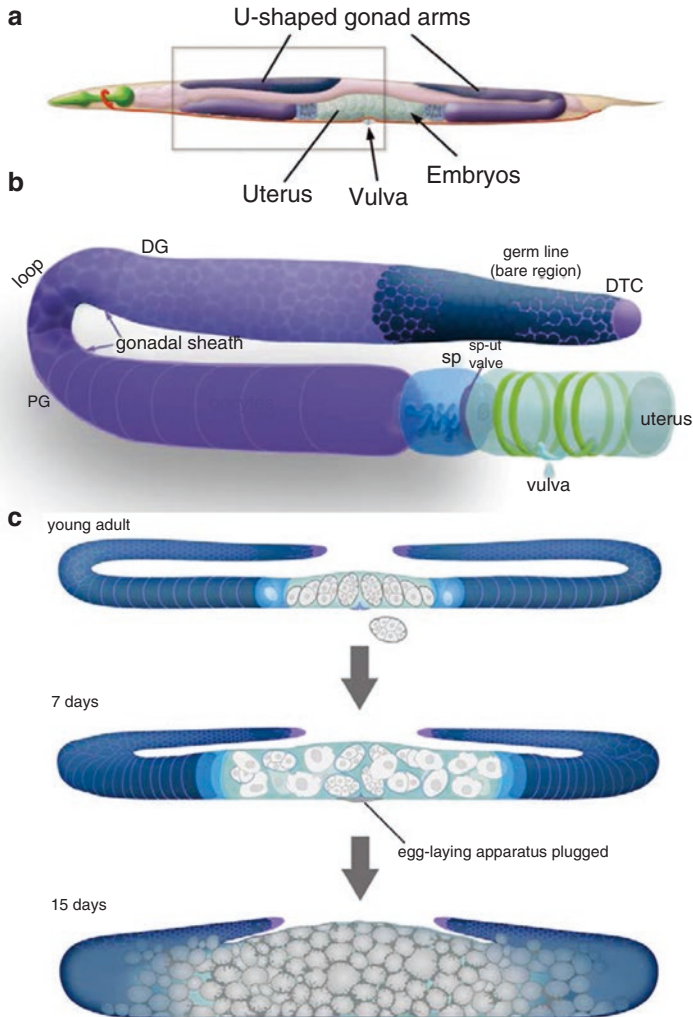 a
U-shaped gonad arms
Uterus
Vulva
Embryos
b
loop
DG
germ line
(bare region)
DTC
gonadal sheath
sp
sp-ut
valve
PG
uterus
vulva
c
young adult
7 days
egg-laying apparatus plugged
15 days